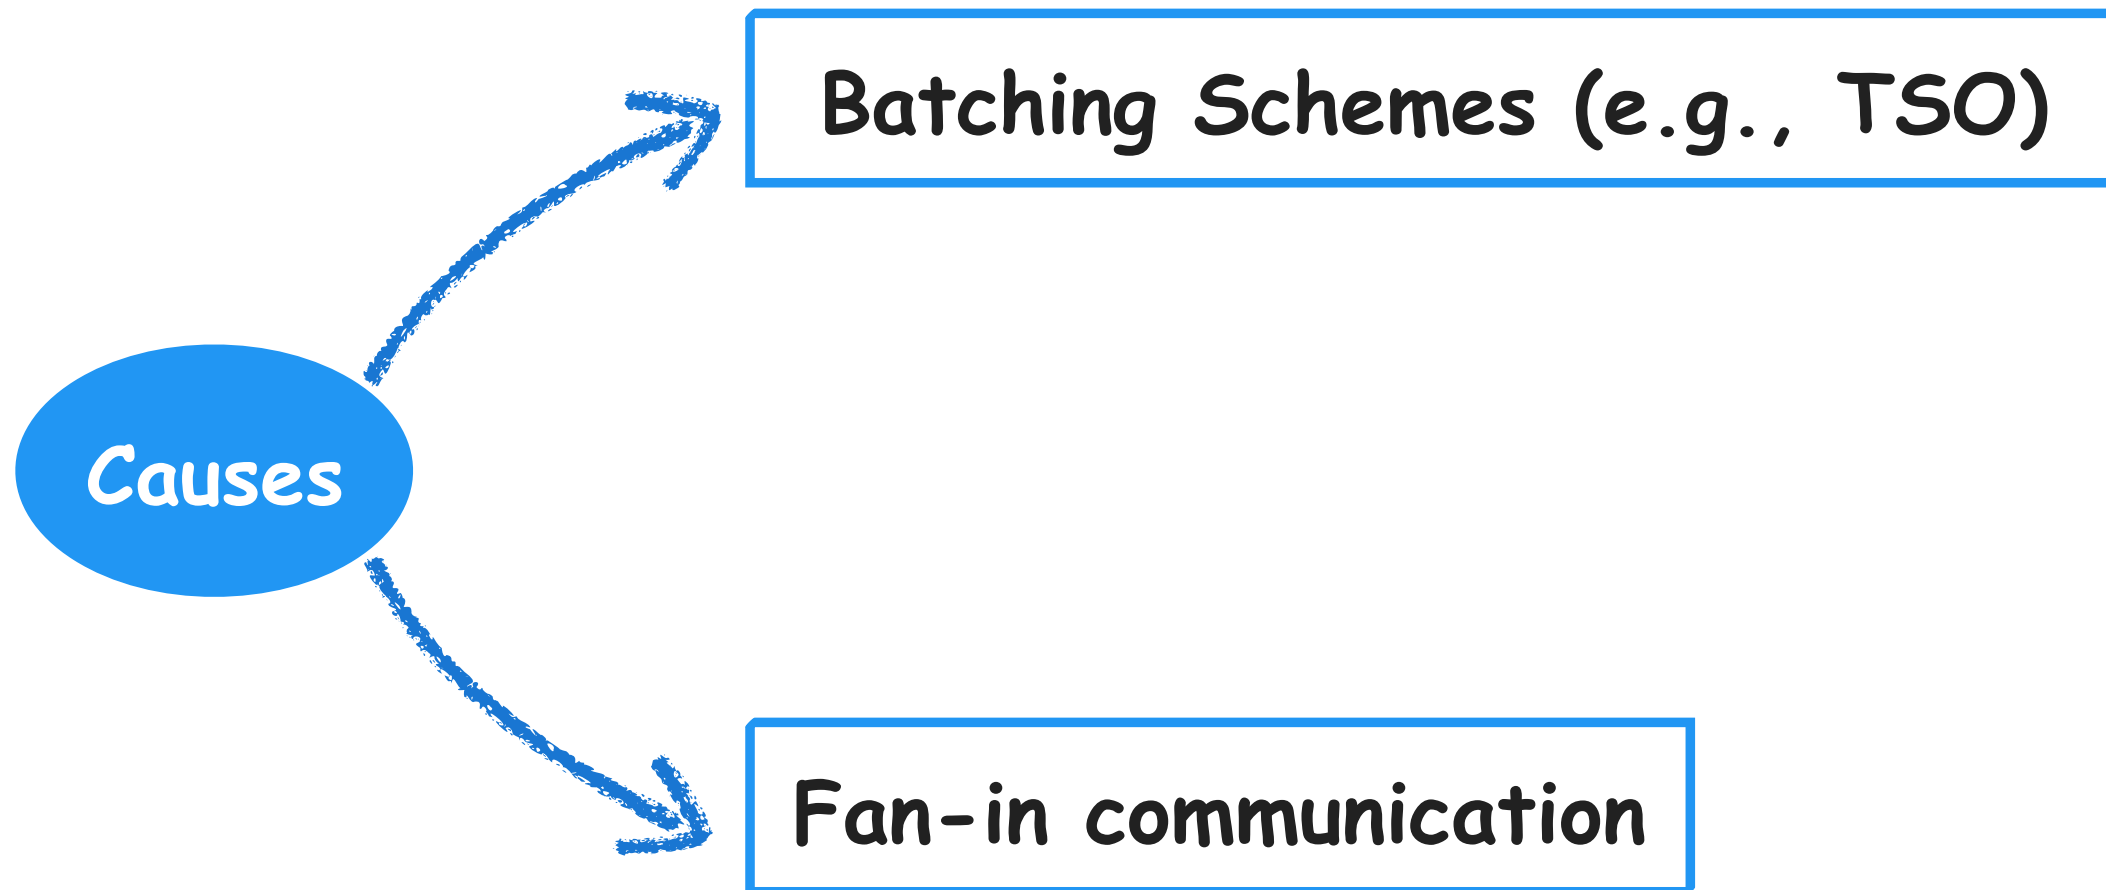 Batching Schemes (e.g., TSO)
Causes
Fan-in communication